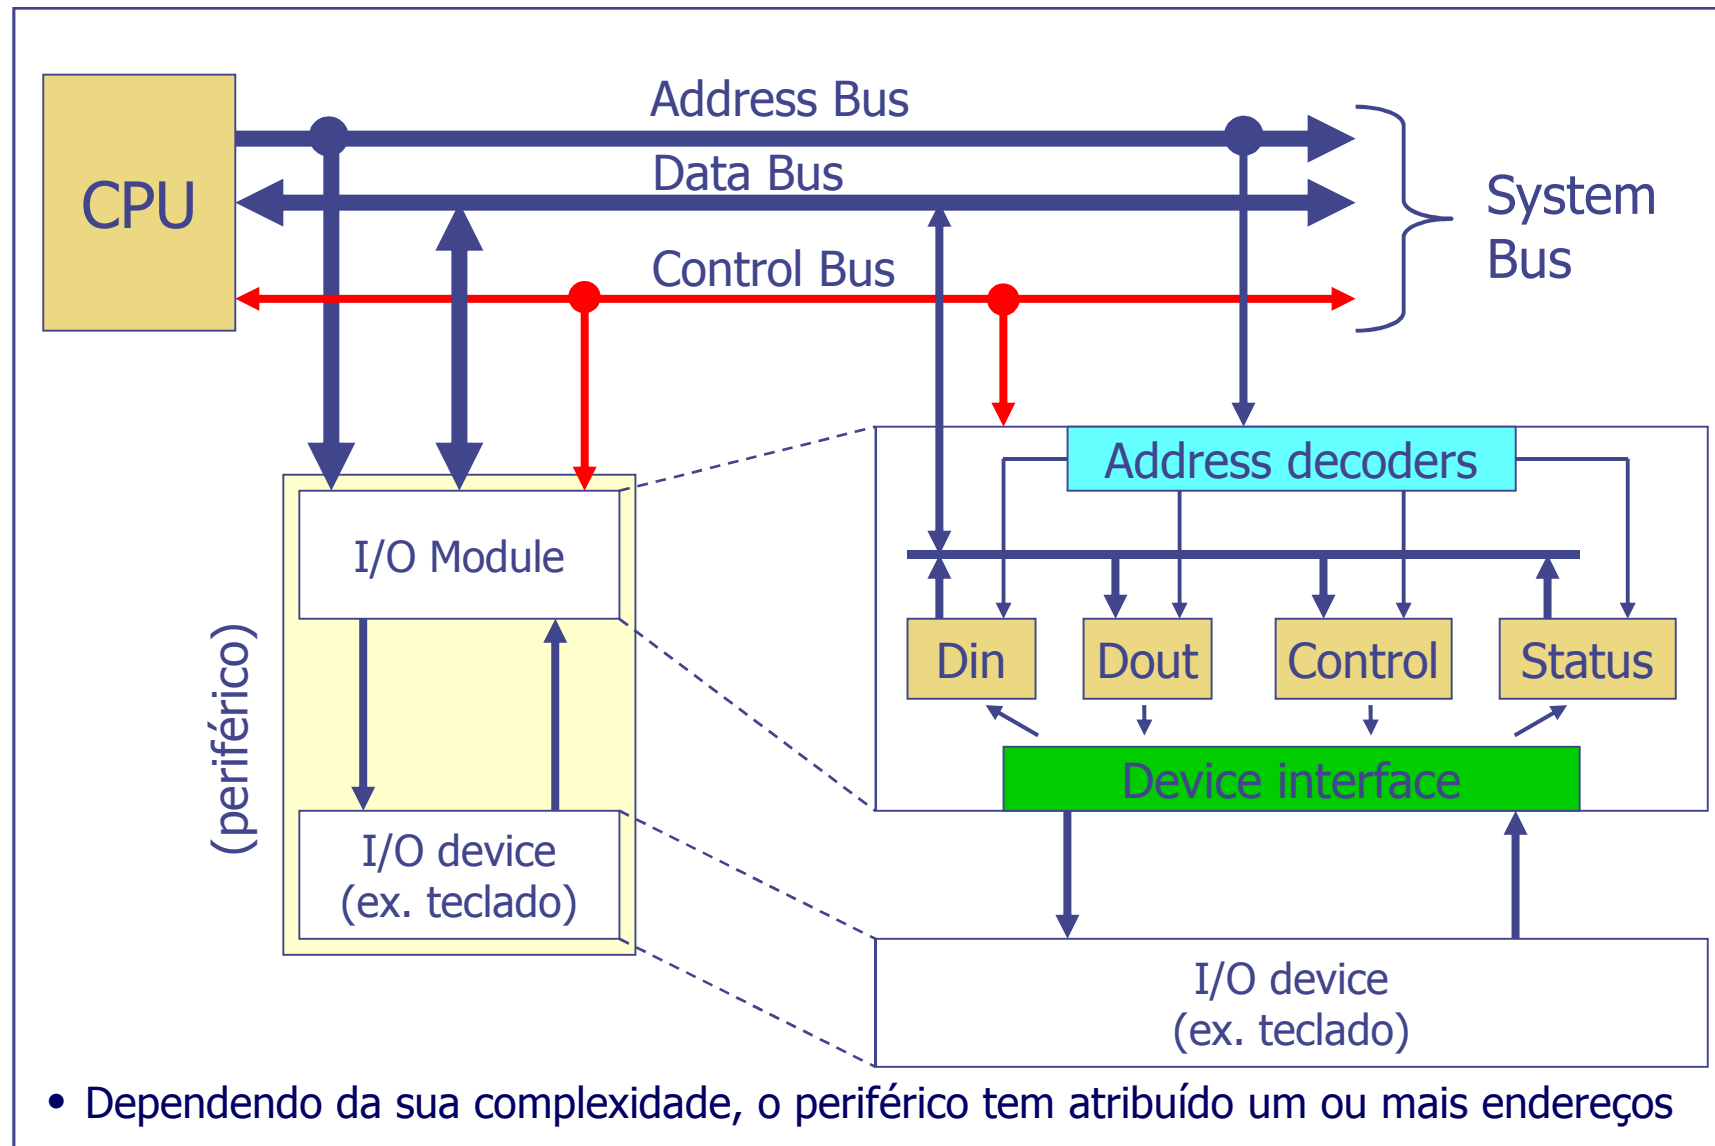 CPU
Address Bus
Data Bus
Control Bus
System
Bus
(periférico)
I/O Module
I/O device
(ex. teclado)
Address decoders
Din
Dout
Control
Status
Device interface
I/O device
(ex. teclado)
• Dependendo da sua complexidade, o periférico tem atribuído um ou mais endereços